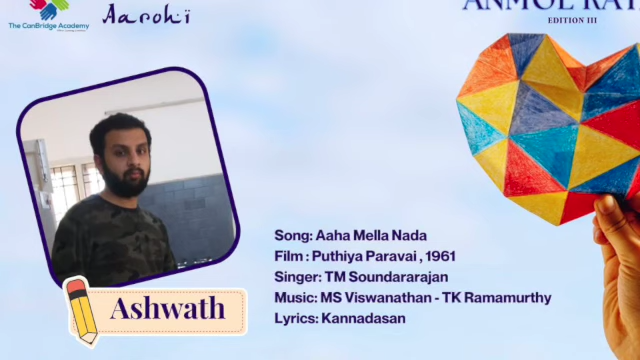 The CanBridge Academy
Aarohi
EDITION III
Ashwath
Song: Aaha Mella Nada
Film : Puthiya Paravai , 1961
Singer: TM Soundararajan
Music: MS Viswanathan - TK Ramamurthy
Lyrics: Kannadasan